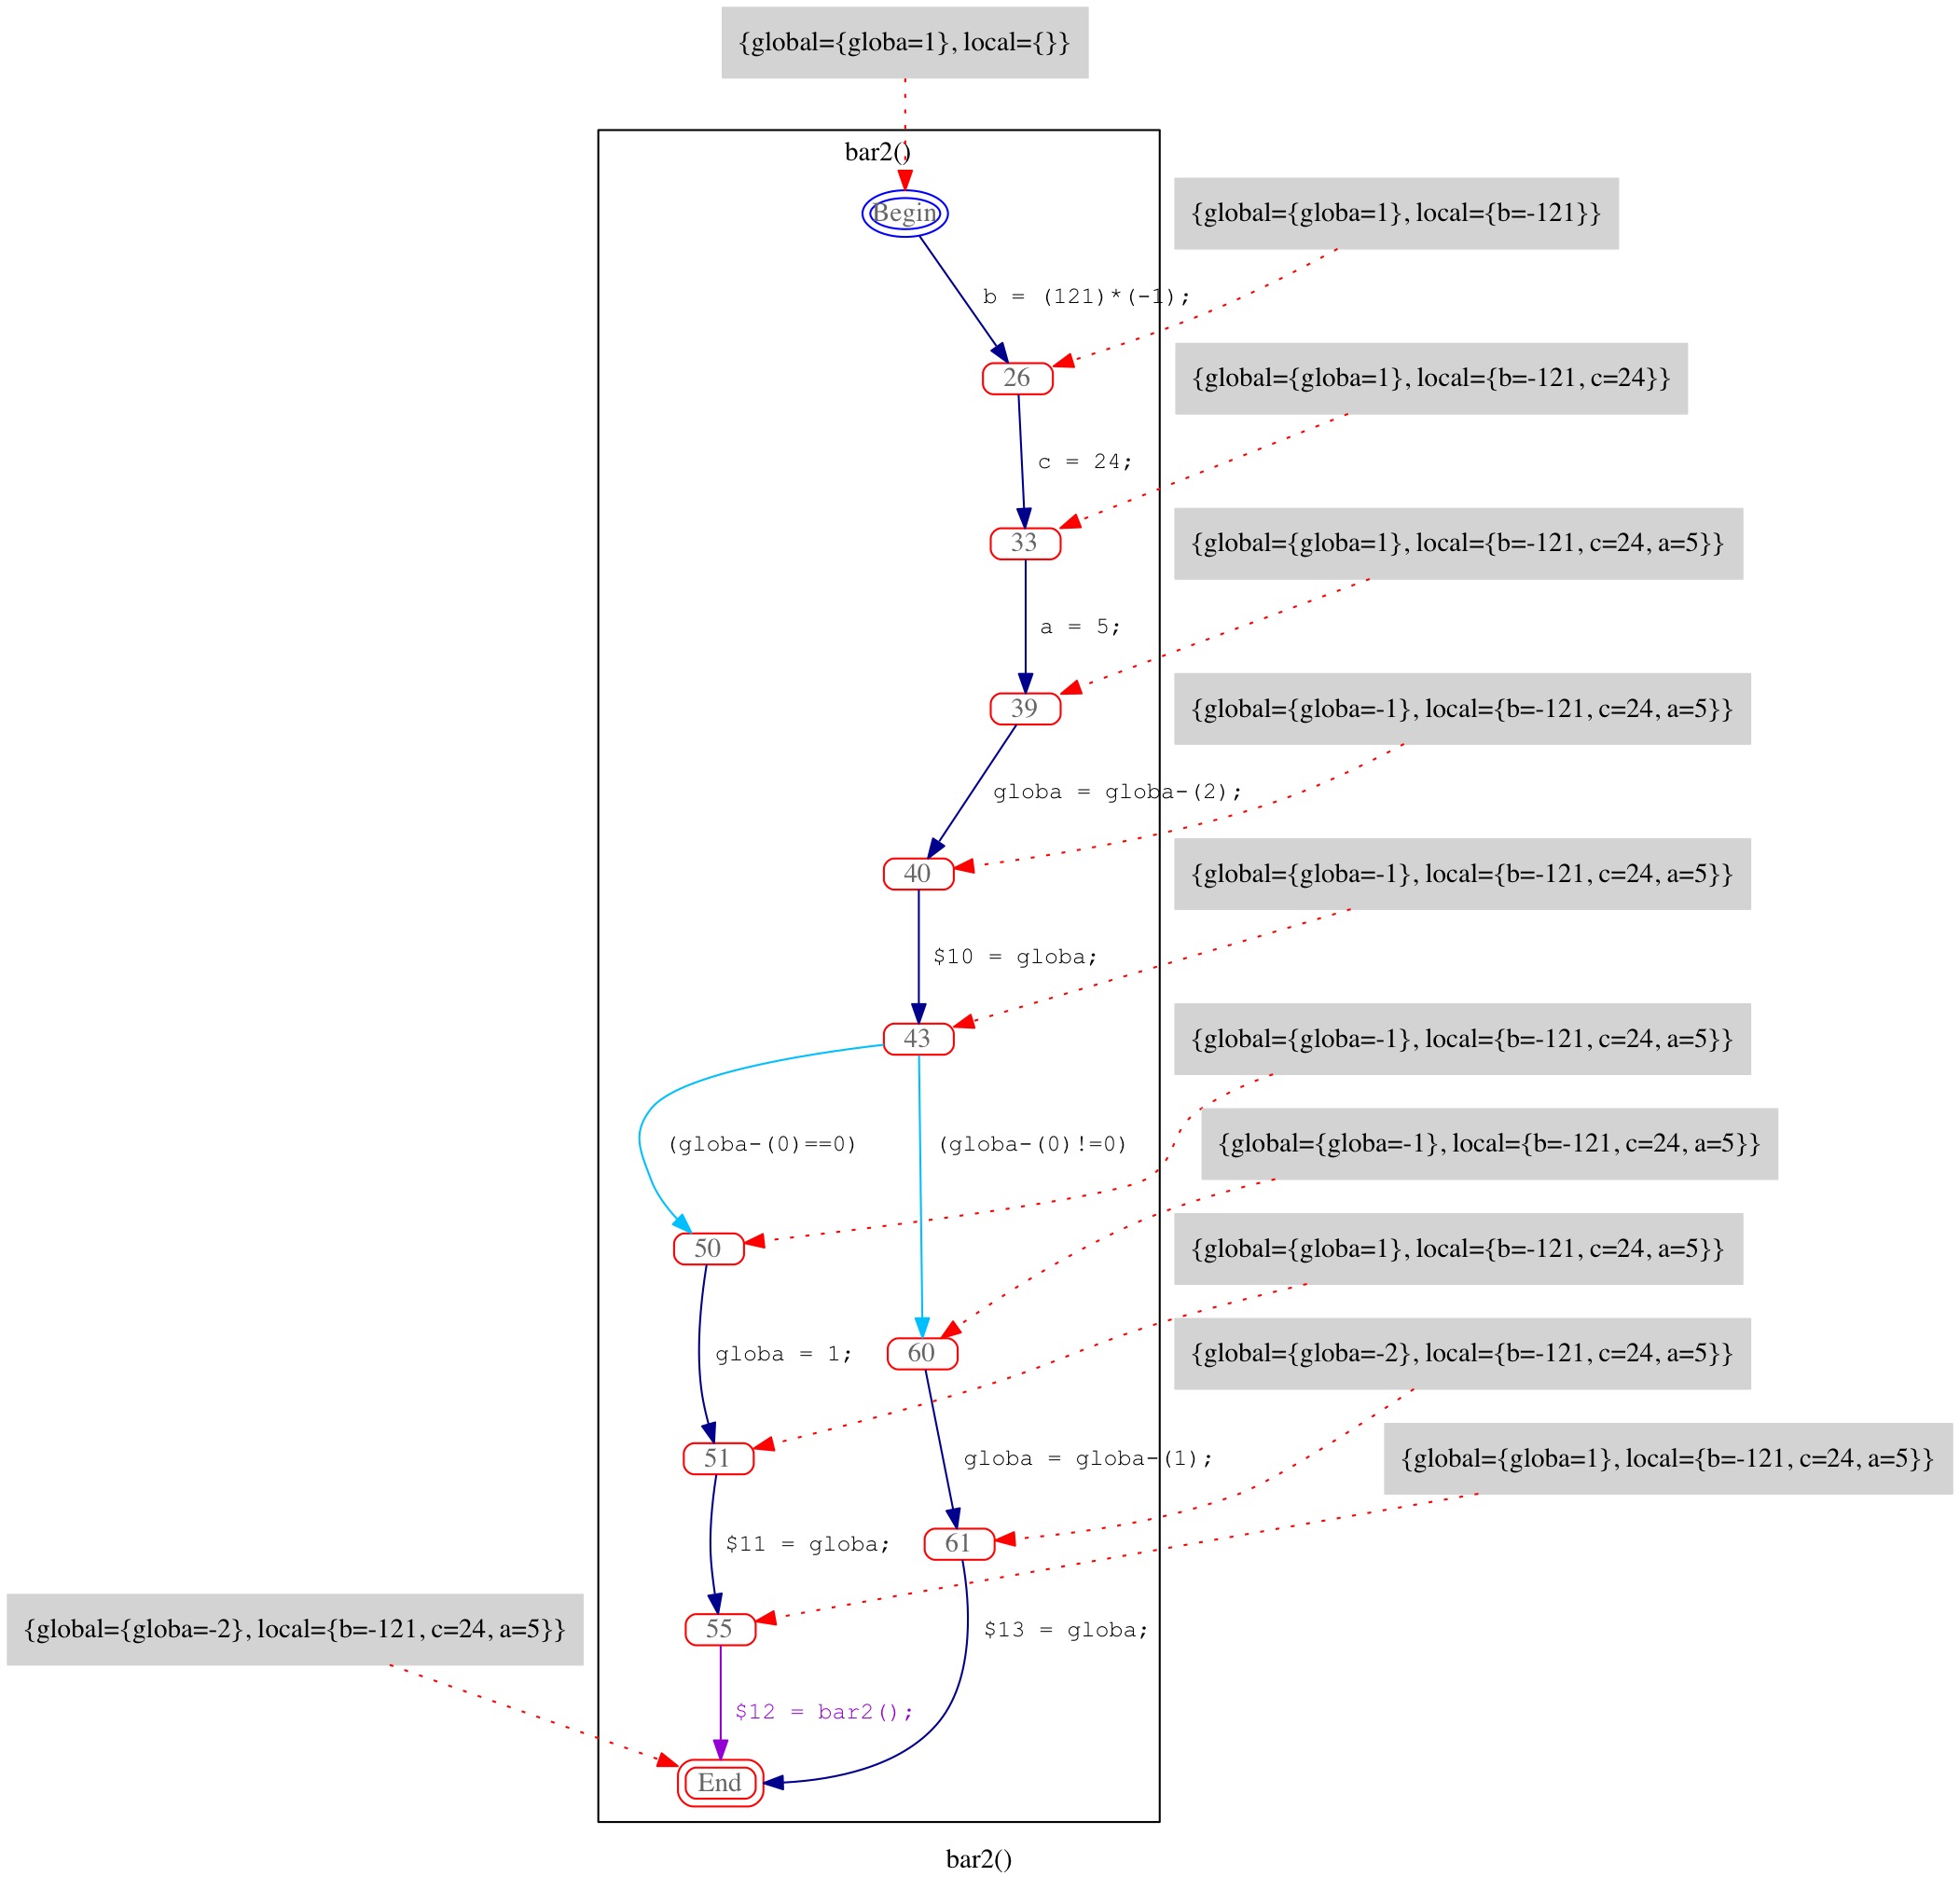 {global={globa=1}, local={}}
bar2()
Begin
{global={globa=1}, local={b=-121}}
b = (121)*(-1);
26
{global={globa=1}, local={b=-121, c=24}}
c = 24;
33
{global={globa=1}, local={b=-121, c=24, a=5}}
a = 5;
39
{global={globa=-1}, local={b=-121, c=24, a=5}}
globa = globa-(2);
40
{global={globa=-1}, local={b=-121, c=24, a=5}}
$10 = globa;
43
{global={globa=-1}, local={b=-121, c=24, a=5}}
(globa-(0)==0)
(globa-(0)!=0)
{global={globa=-1}, local={b=-121, c=24, a=5}}
50
{global={globa=1}, local={b=-121, c=24, a=5}}
globa = 1;
60
{global={globa=-2}, local={b=-121, c=24, a=5}}
51
globa = globa-(1);
{global={globa=1}, local={b=-121, c=24, a=5}}
$11 = globa;
61
{global={globa=-2}, local={b=-121, c=24, a=5}}
55
$13 = globa;
$12 = bar2();
End
bar2()